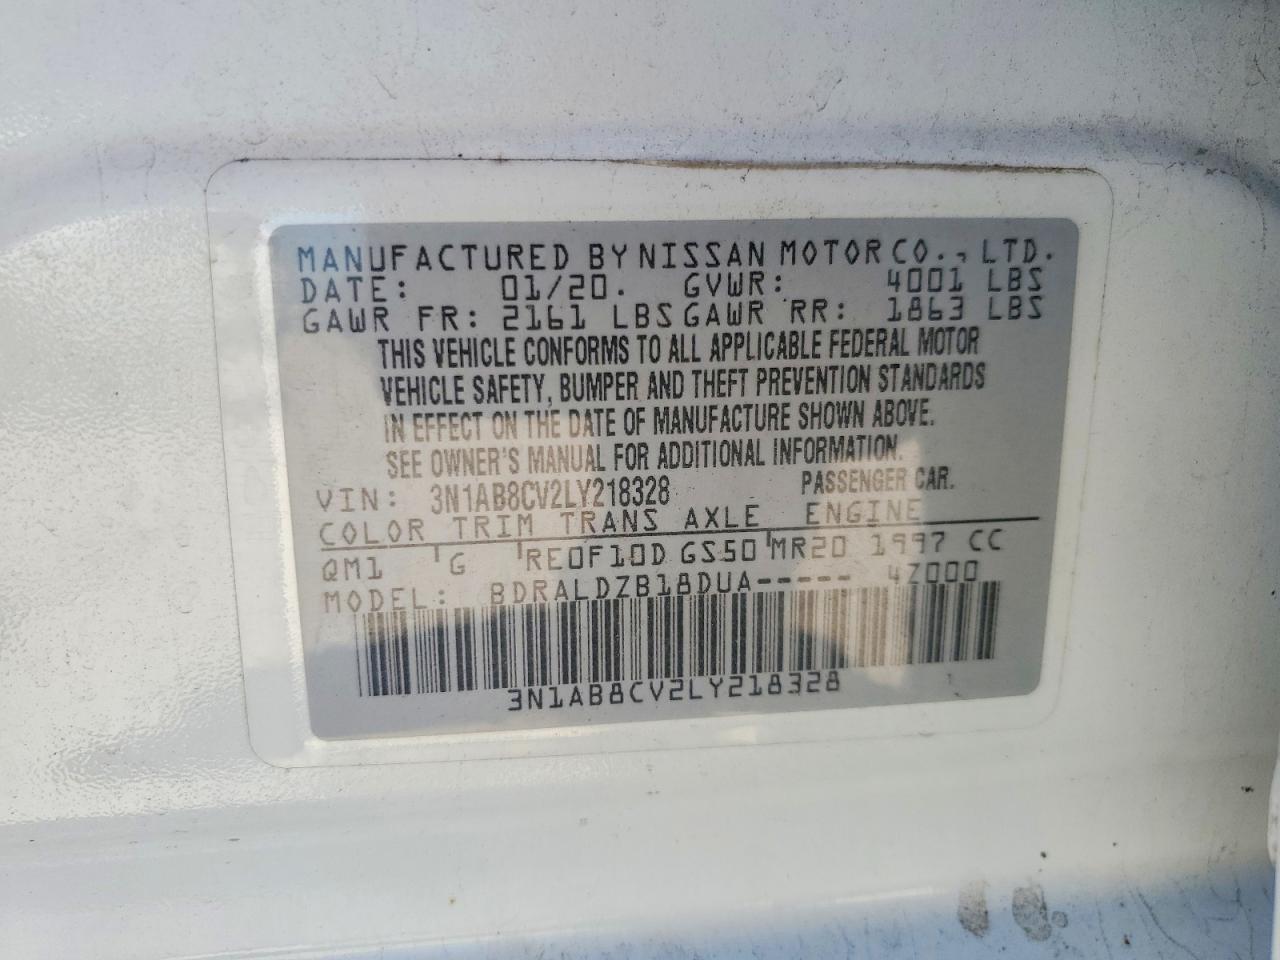 MANUFACTURED BY NISSAN MOTOR CO., LTD.
DATE: 01/20. GVWR: 4001 LBS
GAWR FR: 2161 LBS GAWR RR: 1863 LBS
THIS VEHICLE CONFORMS TO ALL APPLICABLE FEDERAL MOTOR
VEHICLE SAFETY, BUMPER AND THEFT PREVENTION STANDARDS
IN EFFECT ON THE DATE OF MANUFACTURE SHOWN ABOVE.
SEE OWNER'S MANUAL FOR ADDITIONAL INFORMATION.
VIN: 3N1AB8CV2LY218328 PASSENGER CAR.
COLOR TRIM TRANS AXLE ENGINE
QM1 G RE0F10D GS50 MR20 1997 CC
MODEL: BDRALDZB18DUA----- 4Z000
3N1AB8CV2LY218328